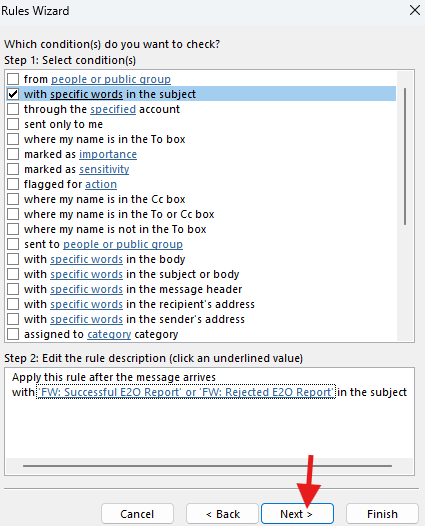 Rules Wizard
Which condition(s) do you want to check?
Step 1: Select condition(s)
from people or public group
with specific words in the subject
through the specified account
sent only to me
where my name is in the To box
marked as importance
marked as sensitivity
flagged for action
where my name is in the Cc box
where my name is in the To or Cc box
where my name is not in the To box
sent to people or public group
with specific words in the body
with specific words in the subject or body
with specific words in the message header
with specific words in the recipient's address
with specific words in the sender's address
assigned to category category
Step 2: Edit the rule description (click an underlined value)
Apply this rule after the message arrives
with 'FW: Successful E2O Report' or 'FW: Rejected E2O Report' in the subject
Cancel < Back Next > Finish